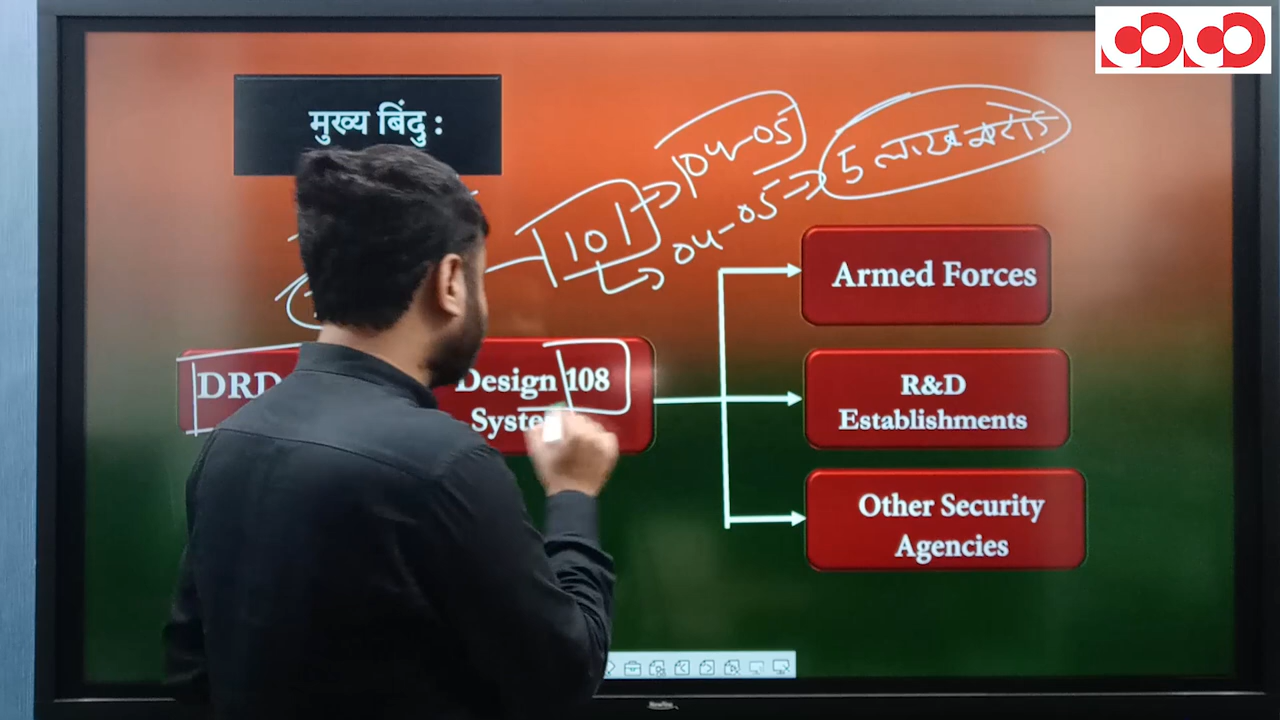 मुख्य बिंदु :
101
04-05
04-05
5 लाख करोड़
DRD
Design 108
Syste
Armed Forces
R&D
Establishments
Other Security
Agencies